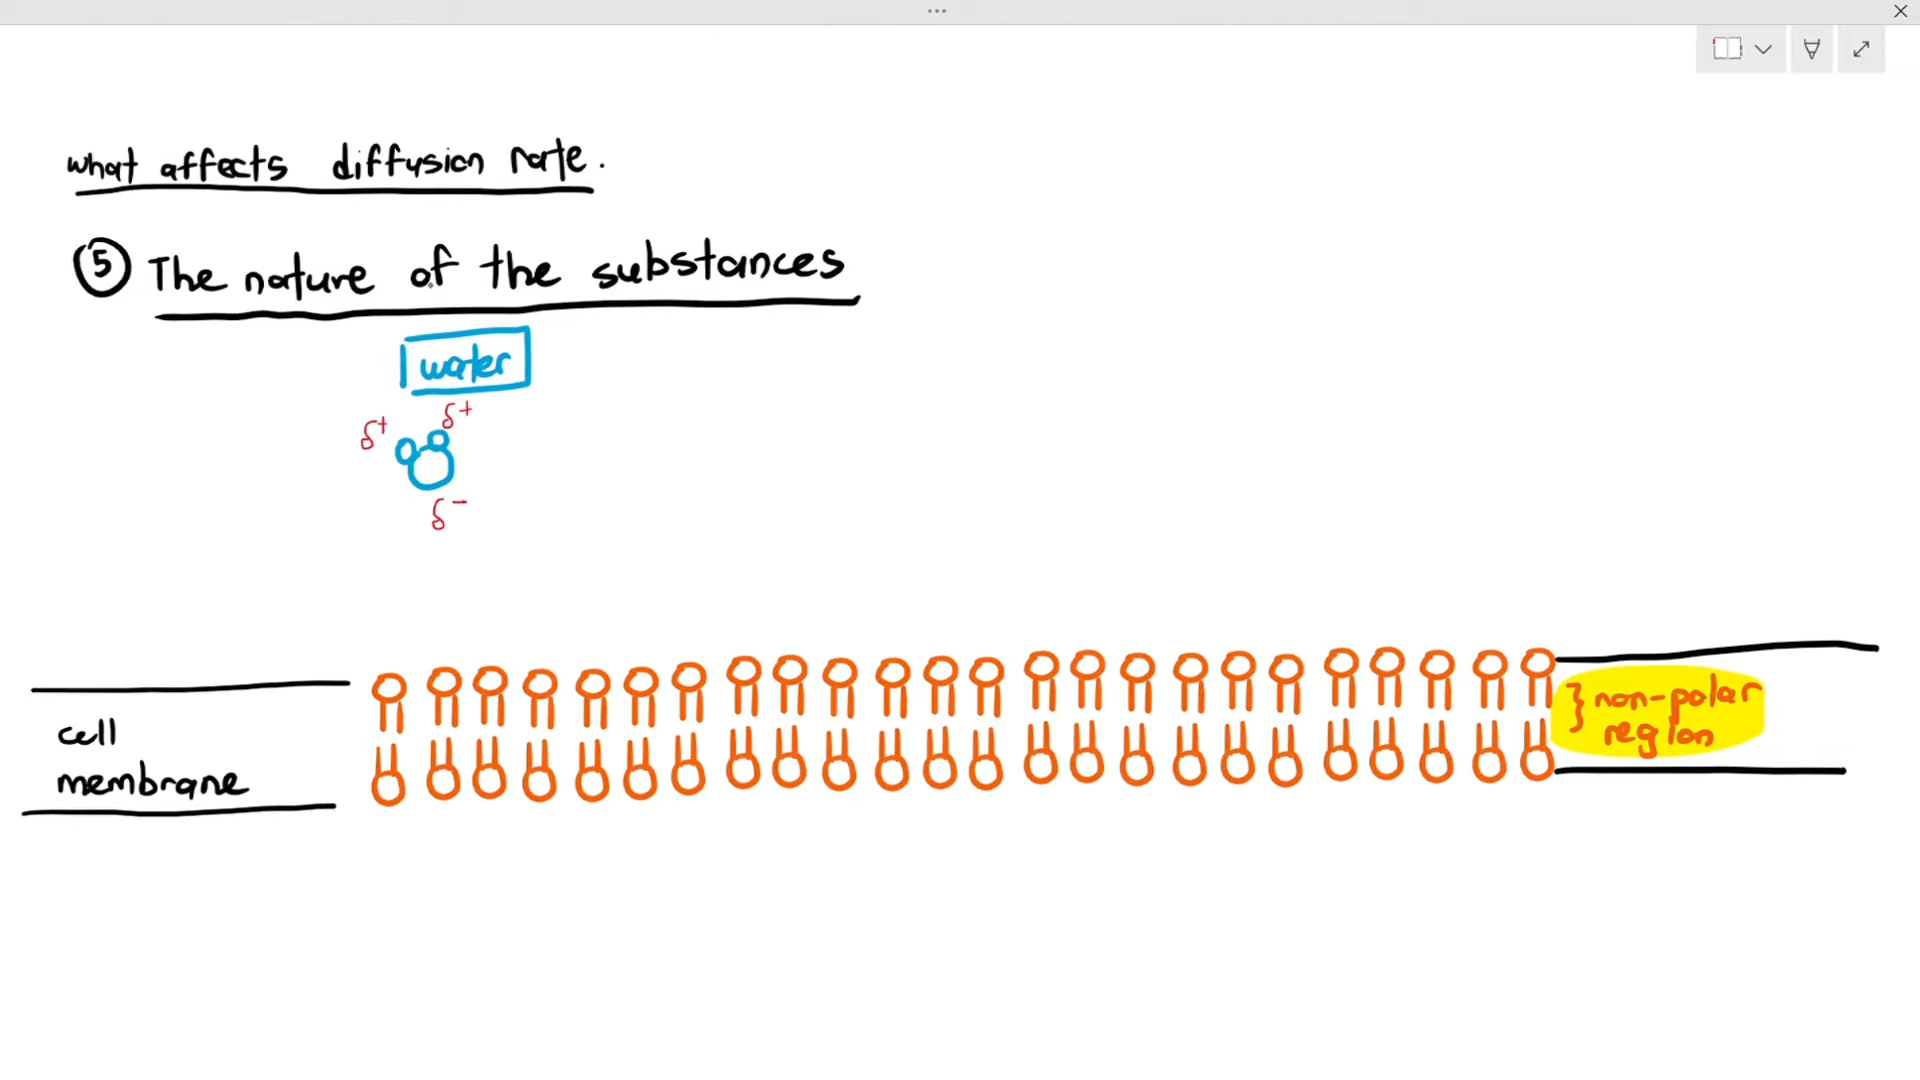 what affects diffusion rate.
⑤ The nature of the substances
water
δ+
δ+
δ-
cell
membrane
} non-polar
region